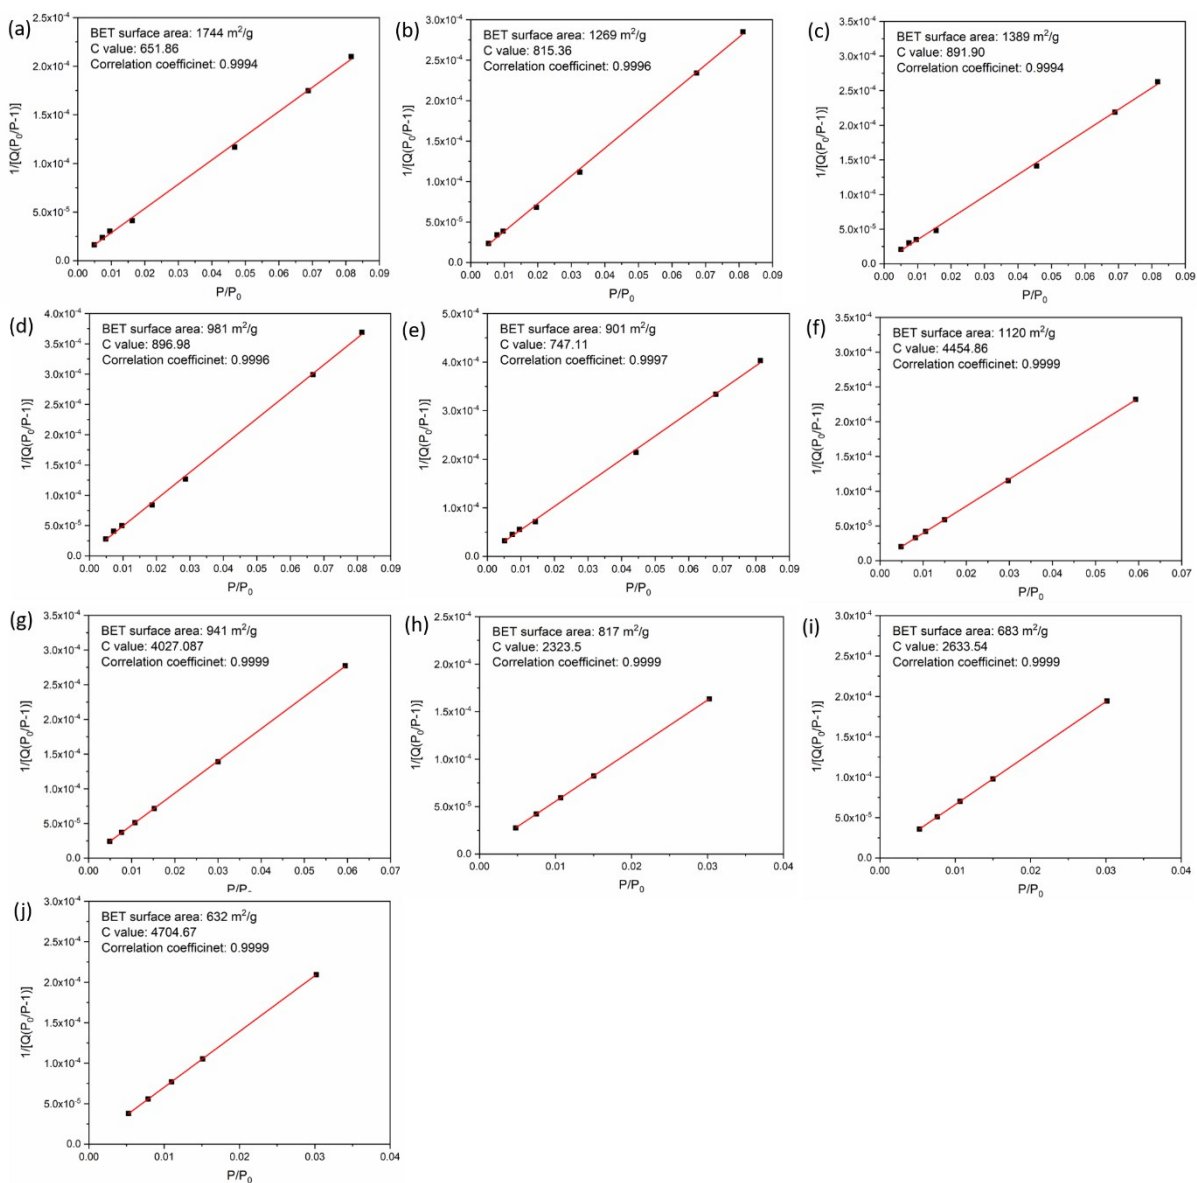 (a)
BET surface area: 1744 m²/g
C value: 651.86
Correlation coefficinet: 0.9994
2.5x10⁻⁴
2.0x10⁻⁴
1.5x10⁻⁴
1.0x10⁻⁴
5.0x10⁻⁵
0.0
1/[Q(P₀/P-1)]
0.00 0.01 0.02 0.03 0.04 0.05 0.06 0.07 0.08 0.09
P/P₀
(b)
BET surface area: 1269 m²/g
C value: 815.36
Correlation coefficinet: 0.9996
3.0x10⁻⁴
2.5x10⁻⁴
2.0x10⁻⁴
1.5x10⁻⁴
1.0x10⁻⁴
5.0x10⁻⁵
0.0
1/[Q(P₀/P-1)]
0.00 0.01 0.02 0.03 0.04 0.05 0.06 0.07 0.08 0.09
P/P₀
(c)
BET surface area: 1389 m²/g
C value: 891.90
Correlation coefficinet: 0.9994
3.5x10⁻⁴
3.0x10⁻⁴
2.5x10⁻⁴
2.0x10⁻⁴
1.5x10⁻⁴
1.0x10⁻⁴
5.0x10⁻⁵
0.0
1/[Q(P₀/P-1)]
0.00 0.01 0.02 0.03 0.04 0.05 0.06 0.07 0.08 0.09
P/P₀
(d)
BET surface area: 981 m²/g
C value: 896.98
Correlation coefficinet: 0.9996
4.0x10⁻⁴
3.5x10⁻⁴
3.0x10⁻⁴
2.5x10⁻⁴
2.0x10⁻⁴
1.5x10⁻⁴
1.0x10⁻⁴
5.0x10⁻⁵
0.0
1/[Q(P₀/P-1)]
0.00 0.01 0.02 0.03 0.04 0.05 0.06 0.07 0.08 0.09
P/P₀
(e)
BET surface area: 901 m²/g
C value: 747.11
Correlation coefficinet: 0.9997
5.0x10⁻⁴
4.0x10⁻⁴
3.0x10⁻⁴
2.0x10⁻⁴
1.0x10⁻⁴
0.0
1/[Q(P₀/P-1)]
0.00 0.01 0.02 0.03 0.04 0.05 0.06 0.07 0.08 0.09
P/P₀
(f)
BET surface area: 1120 m²/g
C value: 4454.86
Correlation coefficinet: 0.9999
3.5x10⁻⁴
3.0x10⁻⁴
2.5x10⁻⁴
2.0x10⁻⁴
1.5x10⁻⁴
1.0x10⁻⁴
5.0x10⁻⁵
0.0
1/[Q(P₀/P-1)]
0.00 0.01 0.02 0.03 0.04 0.05 0.06 0.07
P/P₀
(g)
BET surface area: 941 m²/g
C value: 4027.087
Correlation coefficinet: 0.9999
3.5x10⁻⁴
3.0x10⁻⁴
2.5x10⁻⁴
2.0x10⁻⁴
1.5x10⁻⁴
1.0x10⁻⁴
5.0x10⁻⁵
0.0
1/[Q(P₀/P-1)]
0.00 0.01 0.02 0.03 0.04 0.05 0.06 0.07
(h)
BET surface area: 817 m²/g
C value: 2323.5
Correlation coefficinet: 0.9999
2.5x10⁻⁴
2.0x10⁻⁴
1.5x10⁻⁴
1.0x10⁻⁴
5.0x10⁻⁵
0.0
1/[Q(P₀/P-1)]
0.00 0.01 0.02 0.03 0.04
P/P₀
(i)
BET surface area: 683 m²/g
C value: 2633.54
Correlation coefficinet: 0.9999
3.0x10⁻⁴
2.5x10⁻⁴
2.0x10⁻⁴
1.5x10⁻⁴
1.0x10⁻⁴
5.0x10⁻⁵
0.0
1/[Q(P₀/P-1)]
0.00 0.01 0.02 0.03 0.04
P/P₀
(j)
BET surface area: 632 m²/g
C value: 4704.67
Correlation coefficinet: 0.9999
3.0x10⁻⁴
2.5x10⁻⁴
2.0x10⁻⁴
1.5x10⁻⁴
1.0x10⁻⁴
5.0x10⁻⁵
0.0
1/[Q(P₀/P-1)]
0.00 0.01 0.02 0.03 0.04
P/P₀